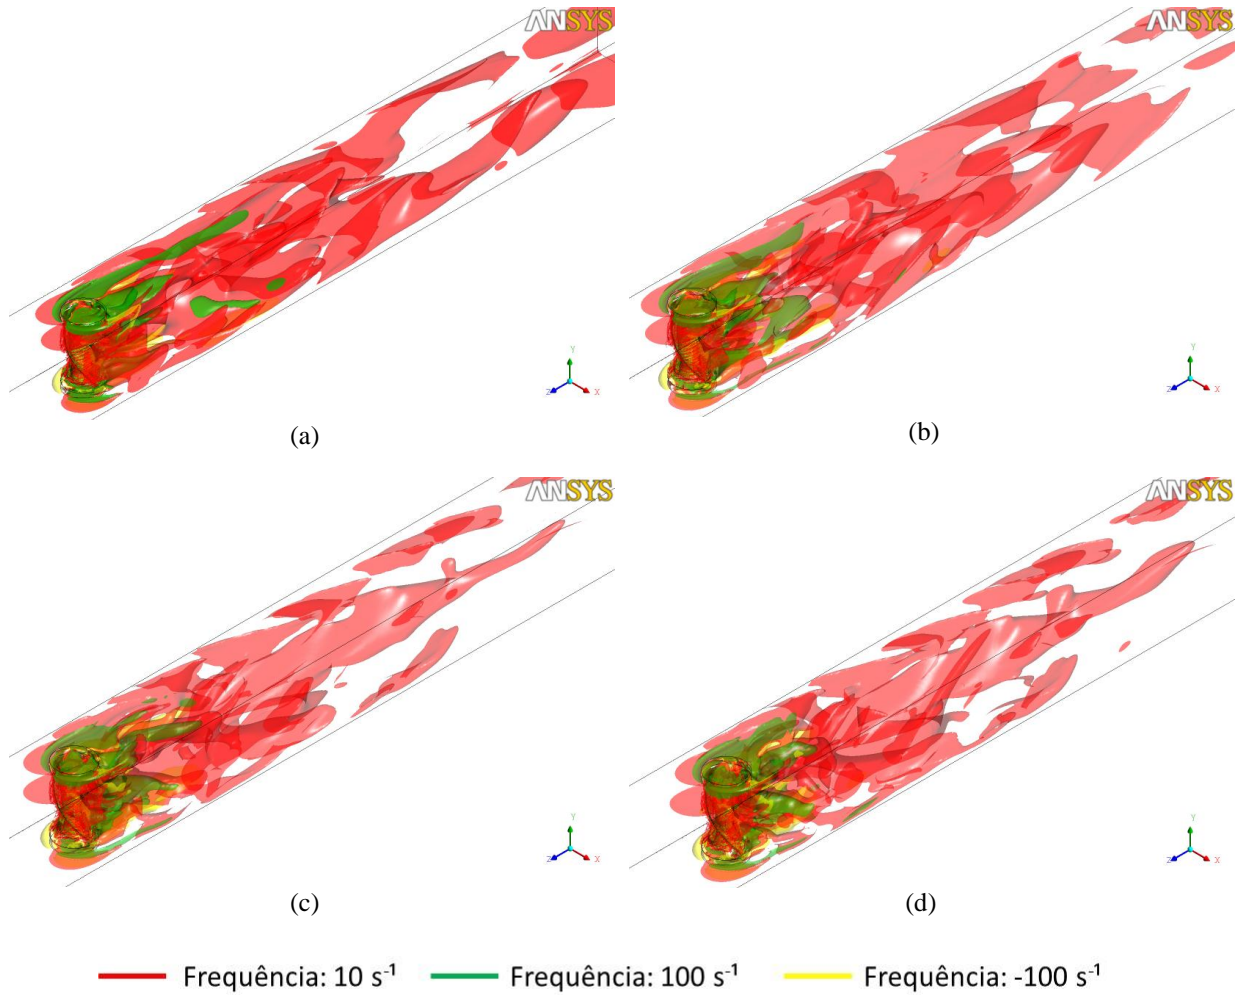 ANSYS
ANSYS
Y
Z
X
Y
Z
X
(a)
(b)
ANSYS
ANSYS
Y
Z
X
Y
Z
X
(c)
(d)
Frequência: 10 s⁻¹
Frequência: 100 s⁻¹
Frequência: -100 s⁻¹